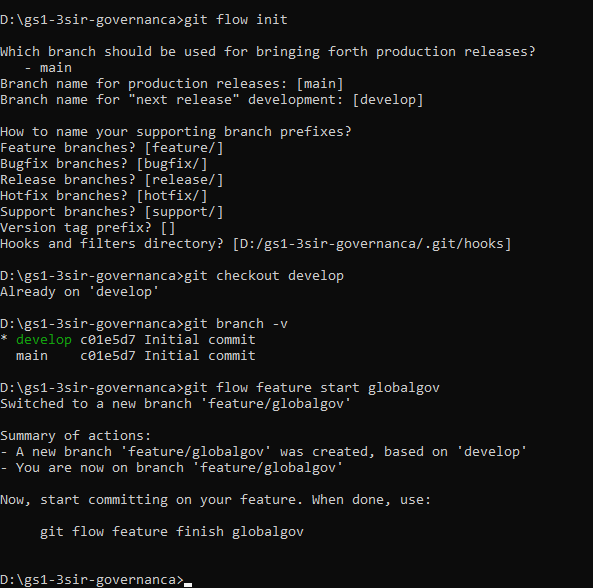 D:\gs1-3sir-governanca>git flow init
Which branch should be used for bringing forth production releases?
   - main
Branch name for production releases: [main]
Branch name for "next release" development: [develop]
How to name your supporting branch prefixes?
Feature branches? [feature/]
Bugfix branches? [bugfix/]
Release branches? [release/]
Hotfix branches? [hotfix/]
Support branches? [support/]
Version tag prefix? []
Hooks and filters directory? [D:/gs1-3sir-governanca/.git/hooks]
D:\gs1-3sir-governanca>git checkout develop
Already on 'develop'
D:\gs1-3sir-governanca>git branch -v
* develop c01e5d7 Initial commit
  main    c01e5d7 Initial commit
D:\gs1-3sir-governanca>git flow feature start globalgov
Switched to a new branch 'feature/globalgov'
Summary of actions:
- A new branch 'feature/globalgov' was created, based on 'develop'
- You are now on branch 'feature/globalgov'
Now, start committing on your feature. When done, use:
     git flow feature finish globalgov
D:\gs1-3sir-governanca>